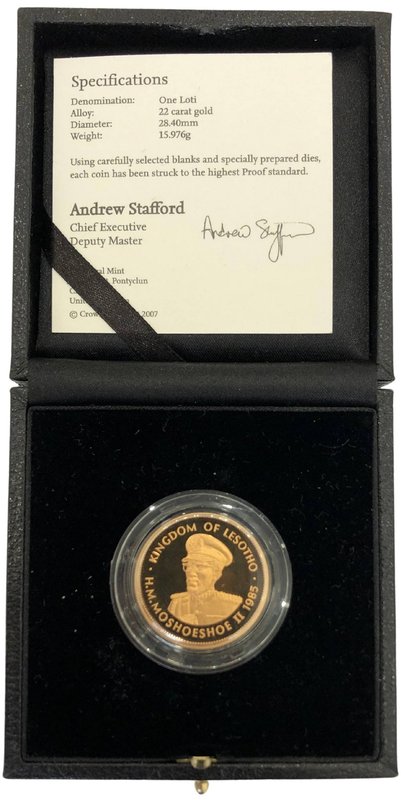 Specifications
Denomination: One Loti
Alloy: 22 carat gold
Diameter: 28.40mm
Weight: 15.976g
Using carefully selected blanks and specially prepared dies,
each coin has been struck to the highest Proof standard.
Andrew Stafford
Chief Executive
Deputy Master
Andrew Stafford
Mint
Pontyclun
© Crow 2007
KINGDOM OF LESOTHO
H.M. MOSHOESHOE II 1985